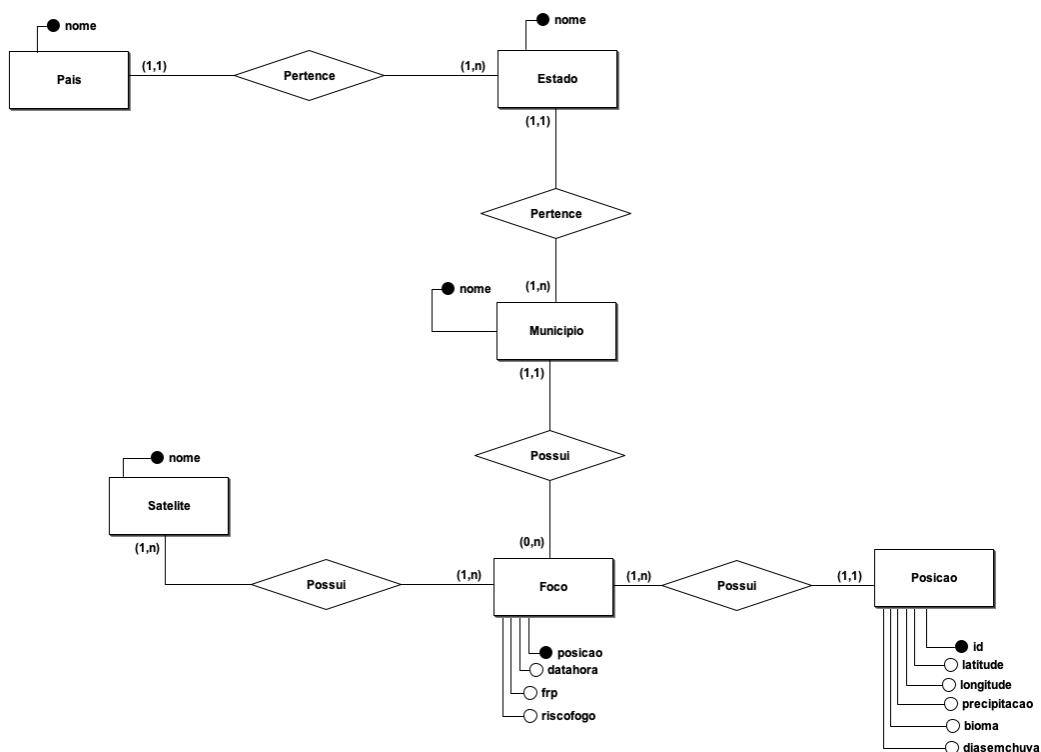 nome
nome
Pais
(1,1)
Pertence
(1,n)
Estado
(1,1)
Pertence
(1,n)
nome
Municipio
(1,1)
Possui
nome
Satelite
(1,n)
(0,n)
Possui
(1,n)
Foco
(1,n)
Possui
(1,1)
Posicao
posicao
datahora
frp
riscofogo
id
latitude
longitude
precipitacao
bioma
diasemchuva